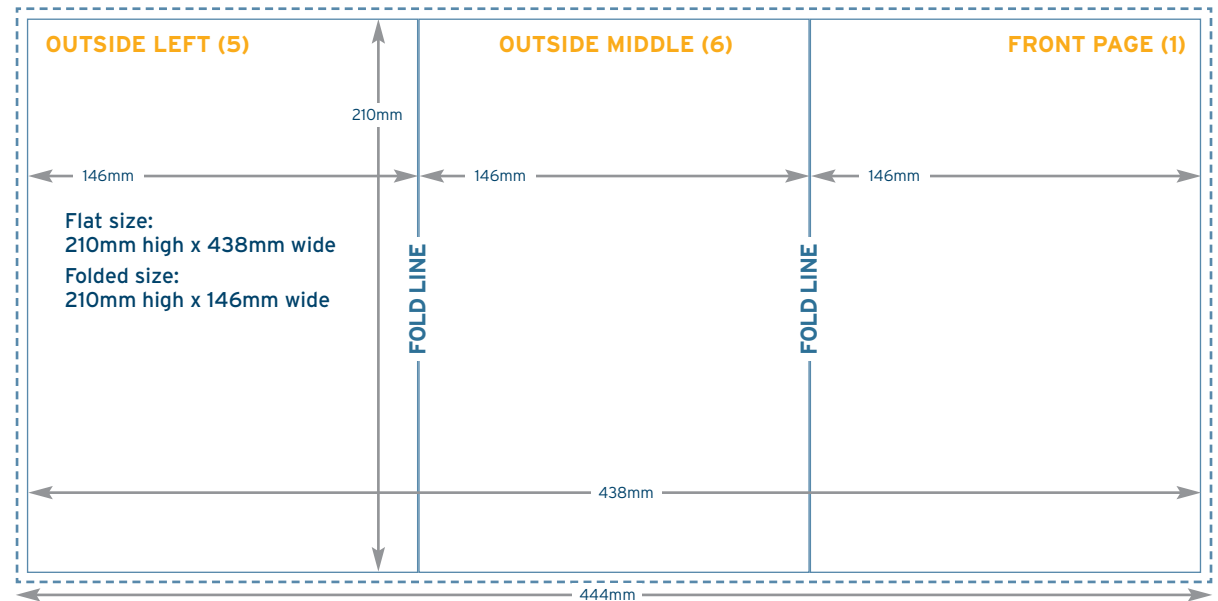 OUTSIDE LEFT (5)
OUTSIDE MIDDLE (6)
FRONT PAGE (1)
210mm
146mm
146mm
146mm
Flat size:
210mm high x 438mm wide
Folded size:
210mm high x 146mm wide
FOLD LINE
FOLD LINE
438mm
444mm